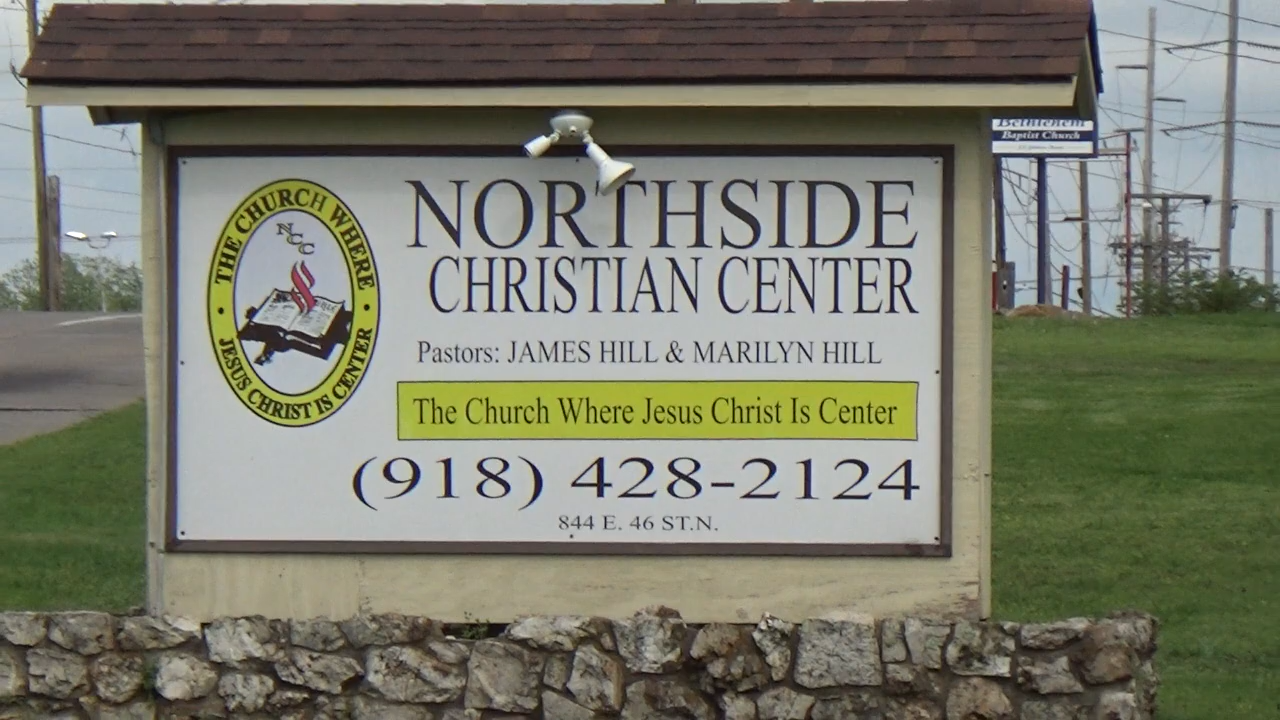 THE CHURCH WHERE
NCC
JESUS CHRIST IS CENTER
NORTHSIDE
CHRISTIAN CENTER
Pastors: JAMES HILL & MARILYN HILL
The Church Where Jesus Christ Is Center
(918) 428-2124
844 E. 46 ST.N.
Bethlehem
Baptist Church